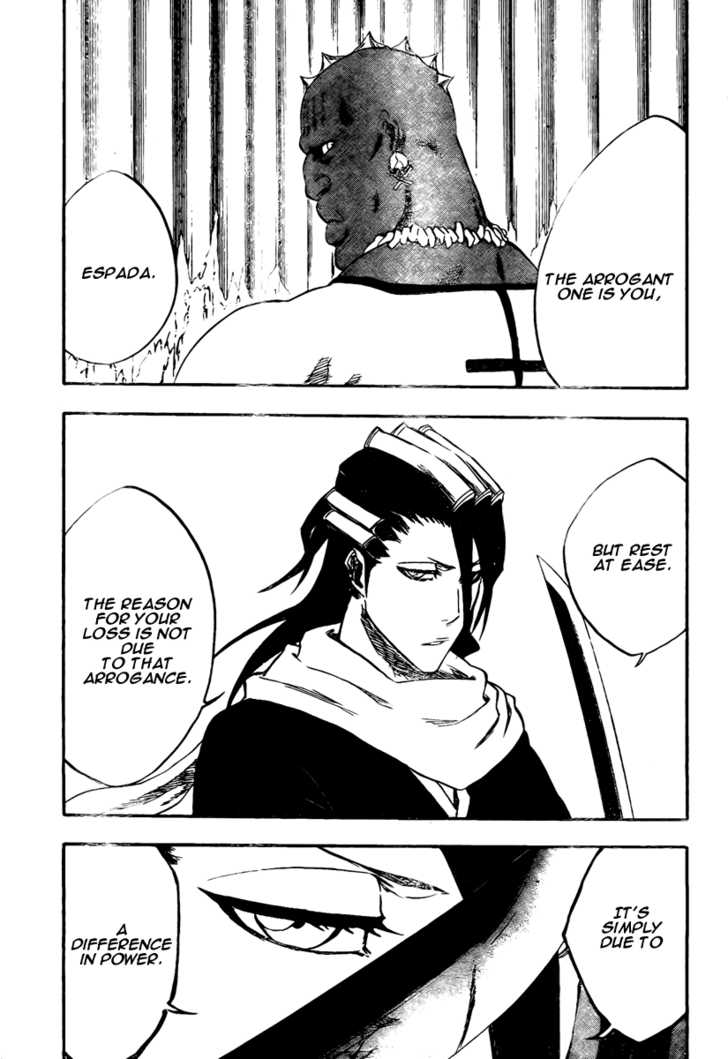 THE ARROGANT
ONE IS YOU,
ESPADA.
BUT REST
AT EASE.
THE REASON
FOR YOUR
LOSS IS NOT
DUE
TO THAT
ARROGANCE.
IT'S
SIMPLY
DUE TO
A
DIFFERENCE
IN POWER.